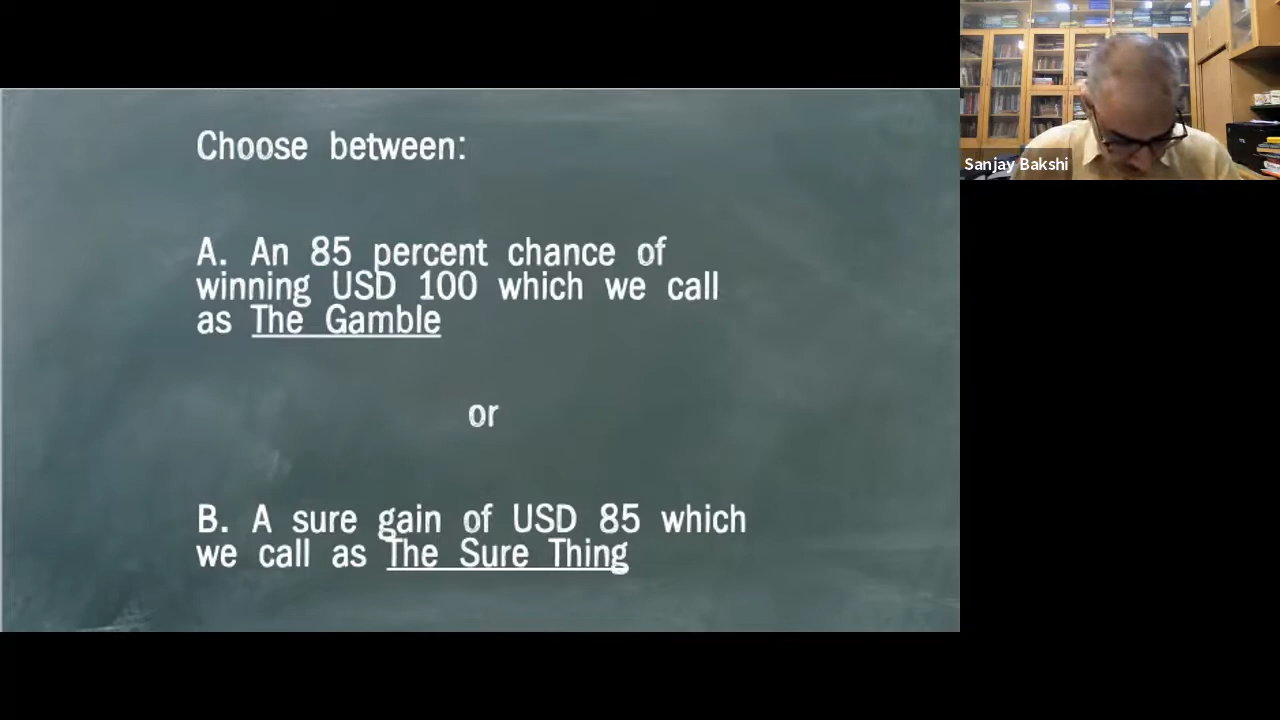 Choose between:
A. An 85 percent chance of
winning USD 100 which we call
as The Gamble
or
B. A sure gain of USD 85 which
we call as The Sure Thing
Sanjay Bakshi